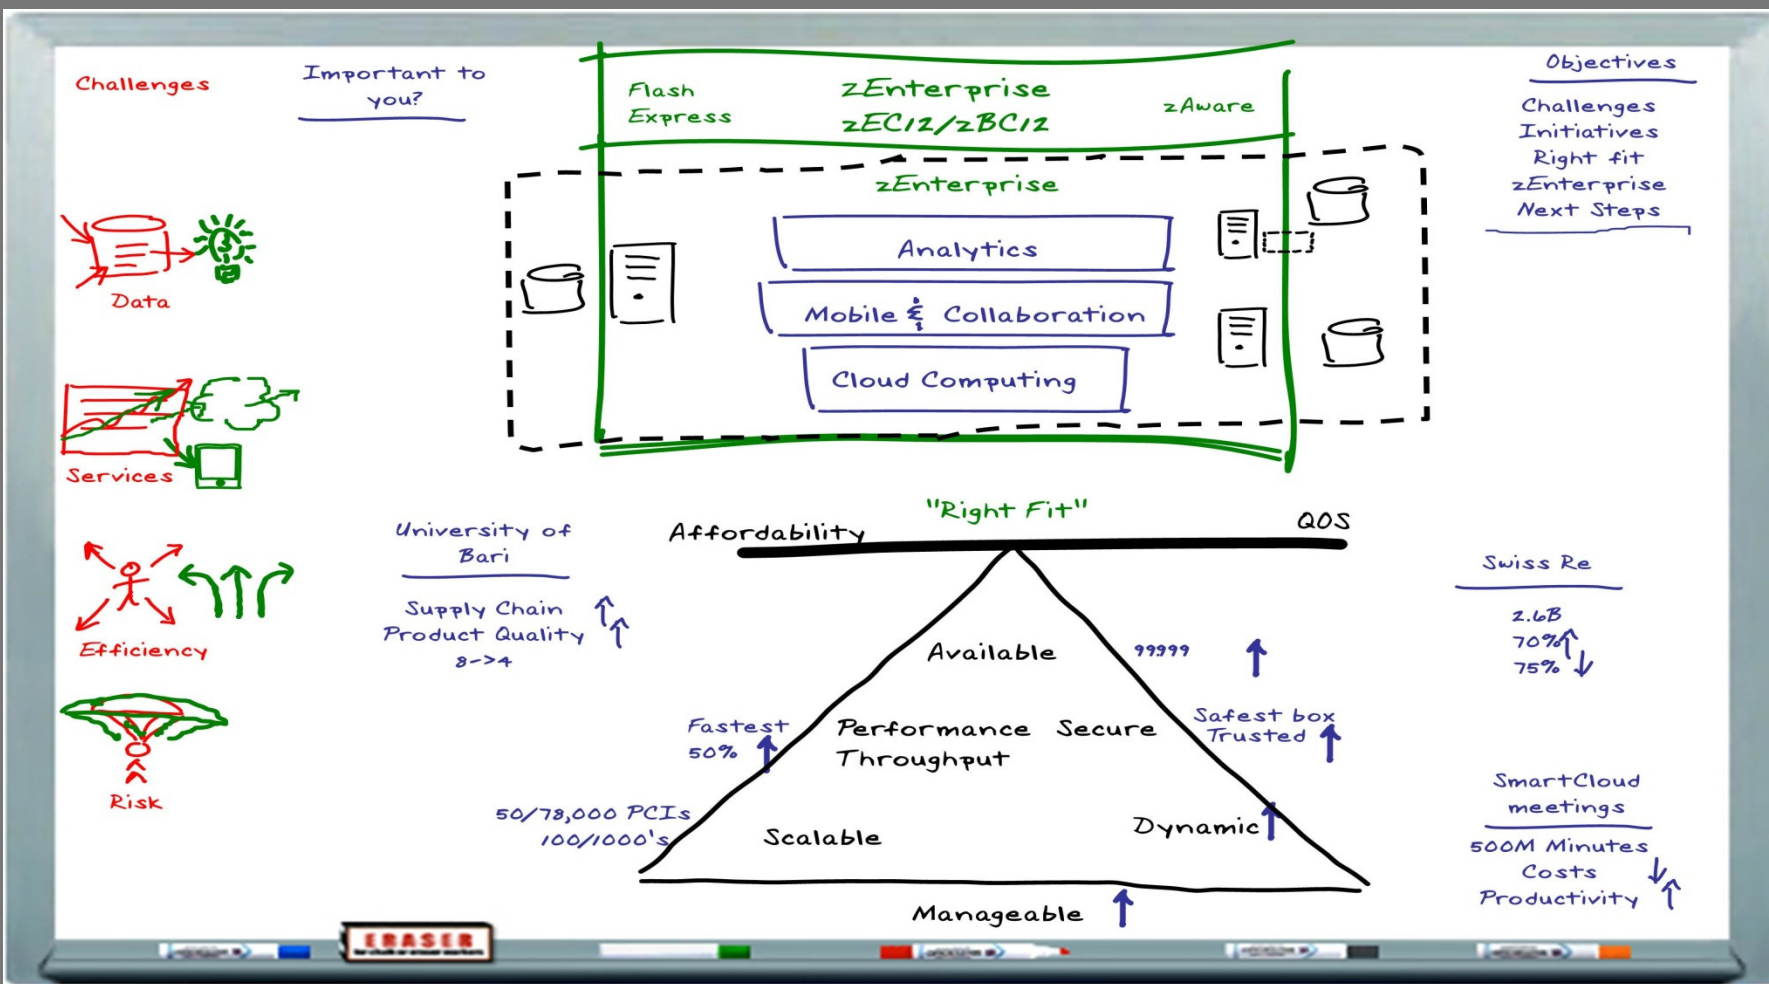 Challenges
Important to
you?
Flash
Express
zEnterprise
zEC12/zBC12
zAware
Objectives
Challenges
Initiatives
Right fit
zEnterprise
Next Steps
zEnterprise
Analytics
Mobile & Collaboration
Cloud Computing
Data
Services
Efficiency
Risk
University of
Bari
Supply Chain
Product Quality
8->4
"Right Fit"
Affordability
QOS
Available
99999
Fastest
50%
Performance
Throughput
Secure
Safest box
Trusted
50/78,000 PCIs
100/1000's
Scalable
Dynamic
Manageable
Swiss Re
2.6B
70%
75%
SmartCloud
meetings
500M Minutes
Costs
Productivity
ERASER